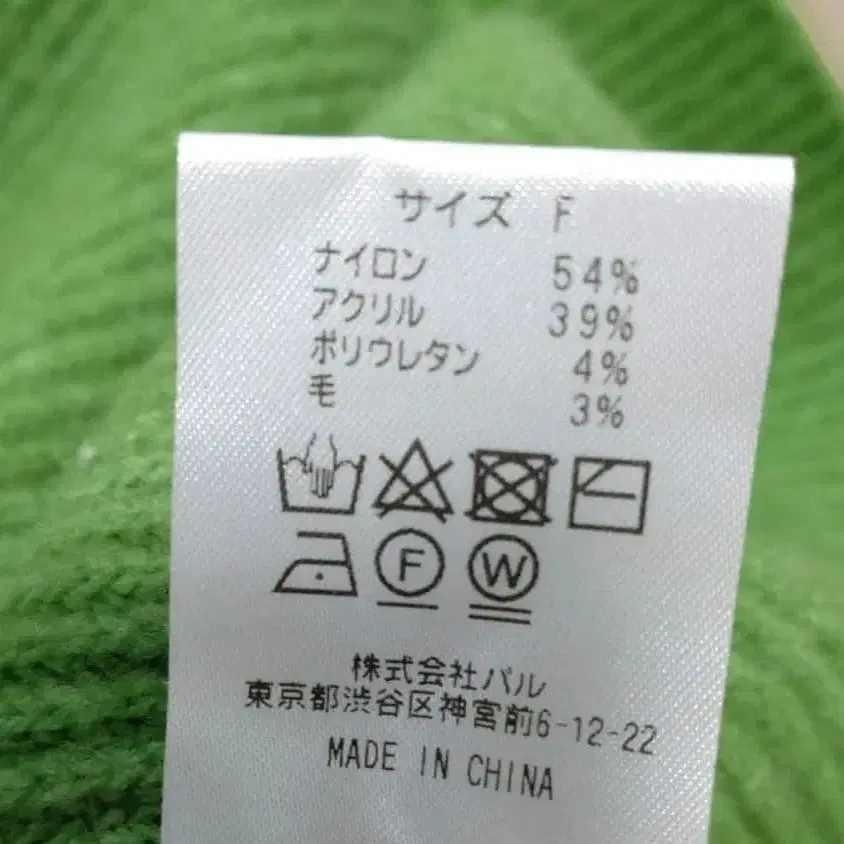 サイズ F
ナイロン 54%
アクリル 39%
ポリウレタン 4%
毛 3%
F W
株式会社パル
東京都渋谷区神宮前6-12-22
MADE IN CHINA